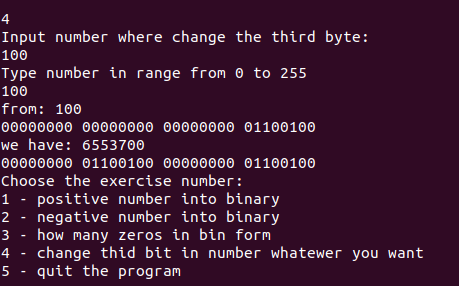 4
Input number where change the third byte:
100
Type number in range from 0 to 255
100
from: 100
00000000 00000000 00000000 01100100
we have: 6553700
00000000 01100100 00000000 01100100
Choose the exercise number:
1 - positive number into binary
2 - negative number into binary
3 - how many zeros in bin form
4 - change thid bit in number whatewer you want
5 - quit the program